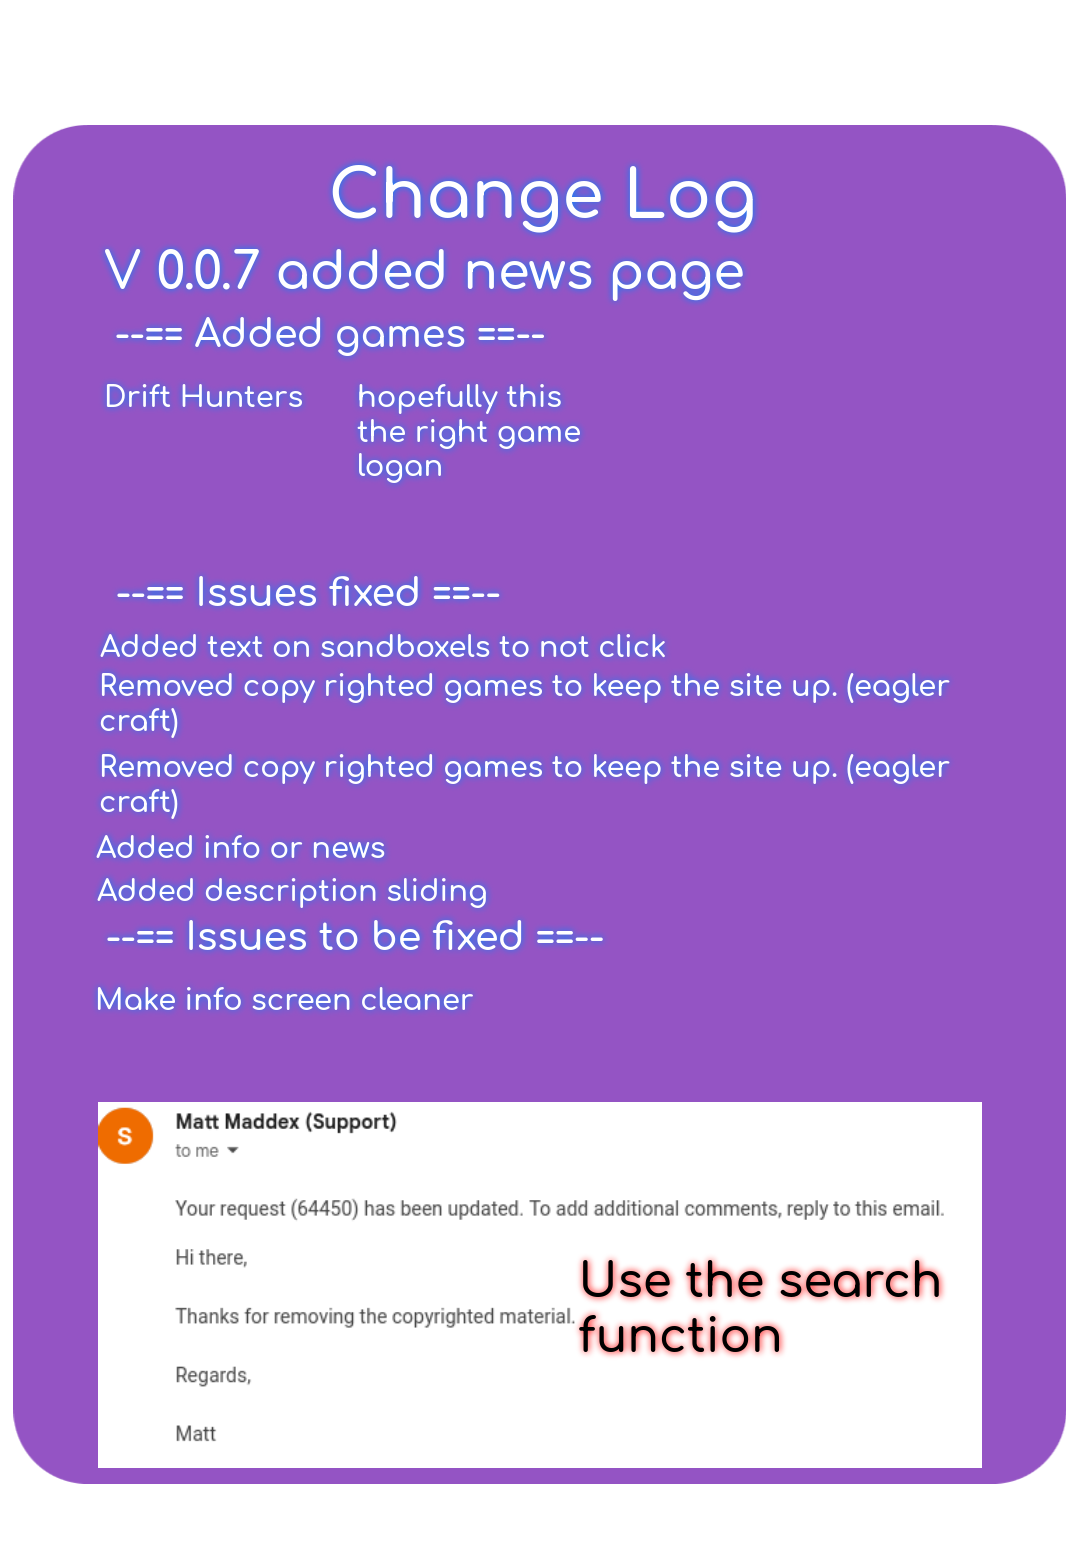 Change Log
V 0.0.7 added news page
--== Added games ==--
Drift Hunters
hopefully this
the right game
logan
--== Issues fixed ==--
Added text on sandboxels to not click
Removed copy righted games to keep the site up. (eagler
craft)
Removed copy righted games to keep the site up. (eagler
craft)
Added info or news
Added description sliding
--== Issues to be fixed ==--
Make info screen cleaner
S
Matt Maddex (Support)
to me
Your request (64450) has been updated. To add additional comments, reply to this email.
Hi there,
Thanks for removing the copyrighted material.
Use the search
function
Regards,
Matt